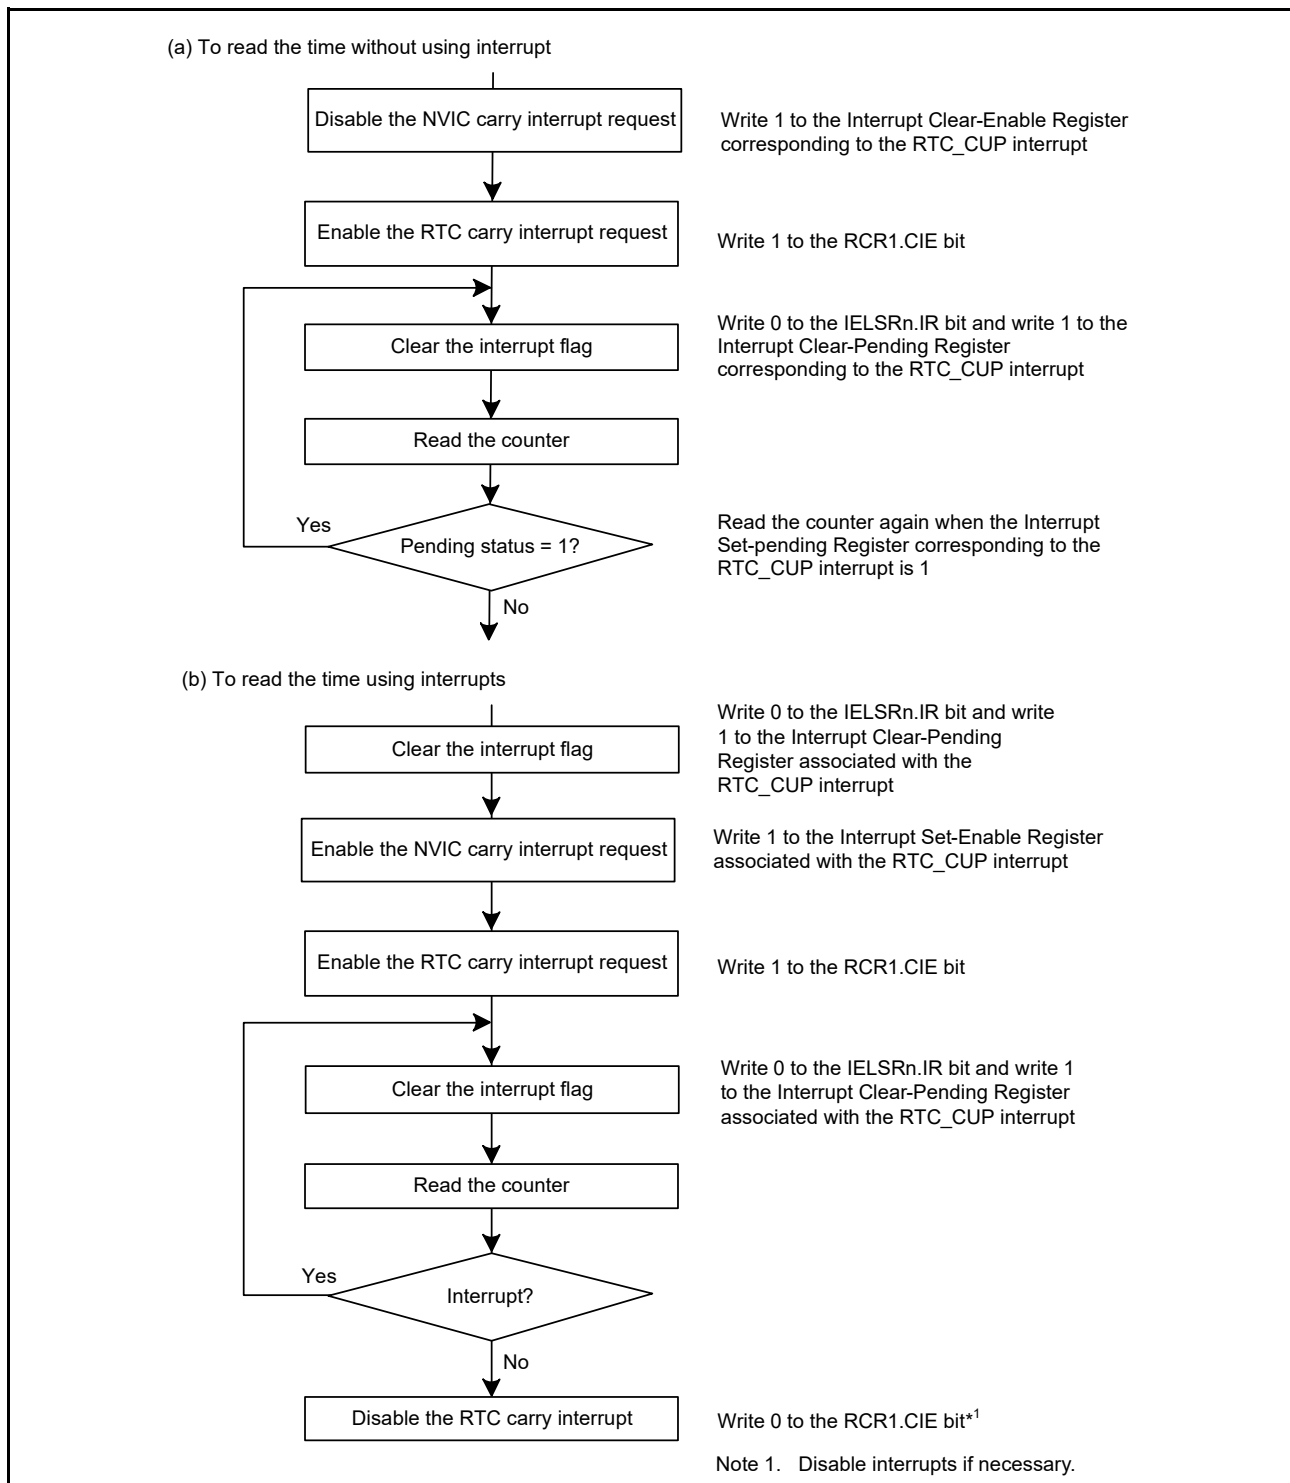 (a) To read the time without using interrupt
Disable the NVIC carry interrupt request
Write 1 to the Interrupt Clear-Enable Register
corresponding to the RTC_CUP interrupt
Enable the RTC carry interrupt request
Write 1 to the RCR1.CIE bit
Clear the interrupt flag
Write 0 to the IELSRn.IR bit and write 1 to the
Interrupt Clear-Pending Register
corresponding to the RTC_CUP interrupt
Read the counter
Yes
Pending status = 1?
Read the counter again when the Interrupt
Set-pending Register corresponding to the
RTC_CUP interrupt is 1
No
(b) To read the time using interrupts
Clear the interrupt flag
Write 0 to the IELSRn.IR bit and write
1 to the Interrupt Clear-Pending
Register associated with the
RTC_CUP interrupt
Enable the NVIC carry interrupt request
Write 1 to the Interrupt Set-Enable Register
associated with the RTC_CUP interrupt
Enable the RTC carry interrupt request
Write 1 to the RCR1.CIE bit
Clear the interrupt flag
Write 0 to the IELSRn.IR bit and write 1
to the Interrupt Clear-Pending Register
associated with the RTC_CUP interrupt
Read the counter
Yes
Interrupt?
No
Disable the RTC carry interrupt
Write 0 to the RCR1.CIE bit*1
Note 1. Disable interrupts if necessary.